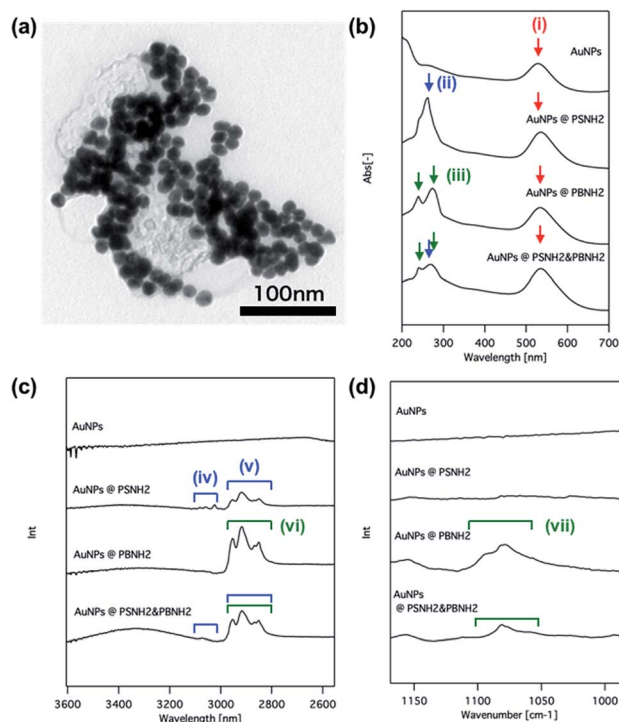 (a)
100nm
(b)
(i)
AuNPs
(ii)
AuNPs @ PSNH2
(iii)
AuNPs @ PBNH2
AuNPs @ PSNH2&PBNH2
Abs[-]
200 300 400 500 600 700
Wavelength [nm]
(c)
AuNPs
(v)
(iv)
AuNPs @ PSNH2
(vi)
AuNPs @ PBNH2
AuNPs @ PSNH2&PBNH2
Int
3600 3400 3200 3000 2800 2600
Wavelength [nm]
(d)
AuNPs
AuNPs @ PSNH2
AuNPs @ PBNH2
(vii)
AuNPs
@ PSNH2&PBNH2
Int
1150 1100 1050 1000
Wavenumber [cm-1]